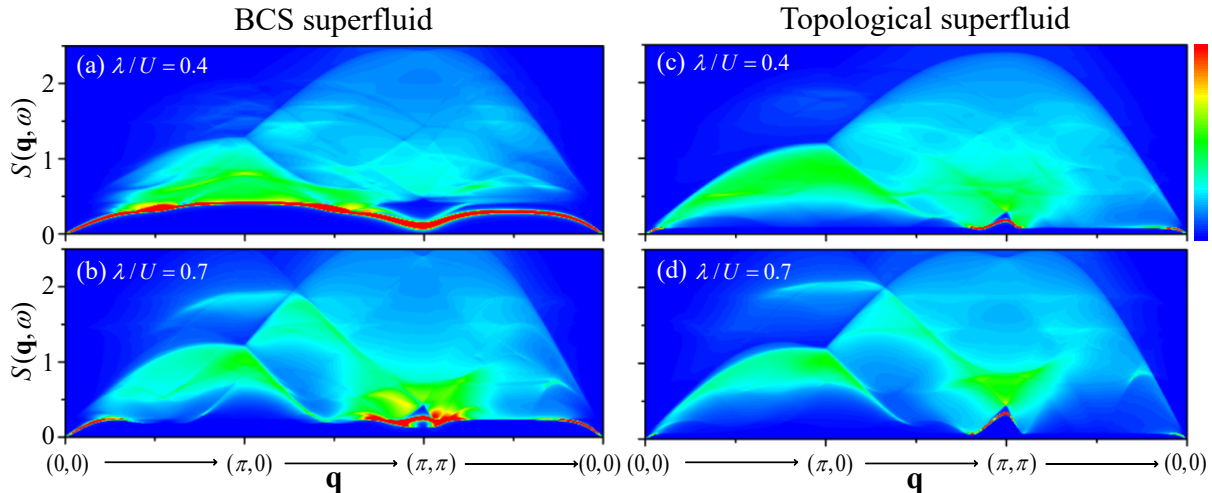 BCS superfluid
Topological superfluid
(a) λ/U = 0.4
(c) λ/U = 0.4
S(q,ω)
2
1
0
(b) λ/U = 0.7
(d) λ/U = 0.7
S(q,ω)
2
1
0
(0,0) → (π,0) → (π,π) → (0,0)
(0,0) → (π,0) → (π,π) → (0,0)
q
q